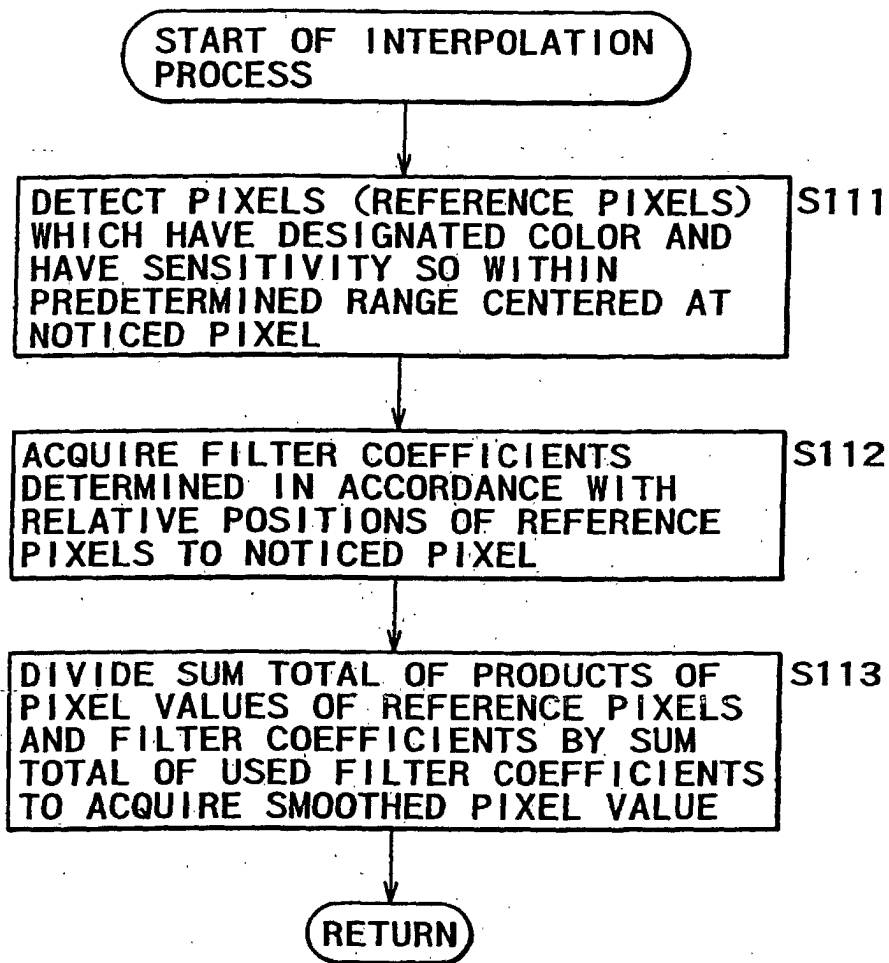 START OF INTERPOLATION
PROCESS
DETECT PIXELS (REFERENCE PIXELS)
WHICH HAVE DESIGNATED COLOR AND
HAVE SENSITIVITY SO WITHIN
PREDETERMINED RANGE CENTERED AT
NOTICED PIXEL
S111
ACQUIRE FILTER COEFFICIENTS
DETERMINED IN ACCORDANCE WITH
RELATIVE POSITIONS OF REFERENCE
PIXELS TO NOTICED PIXEL
S112
DIVIDE SUM TOTAL OF PRODUCTS OF
PIXEL VALUES OF REFERENCE PIXELS
AND FILTER COEFFICIENTS BY SUM
TOTAL OF USED FILTER COEFFICIENTS
TO ACQUIRE SMOOTHED PIXEL VALUE
S113
RETURN